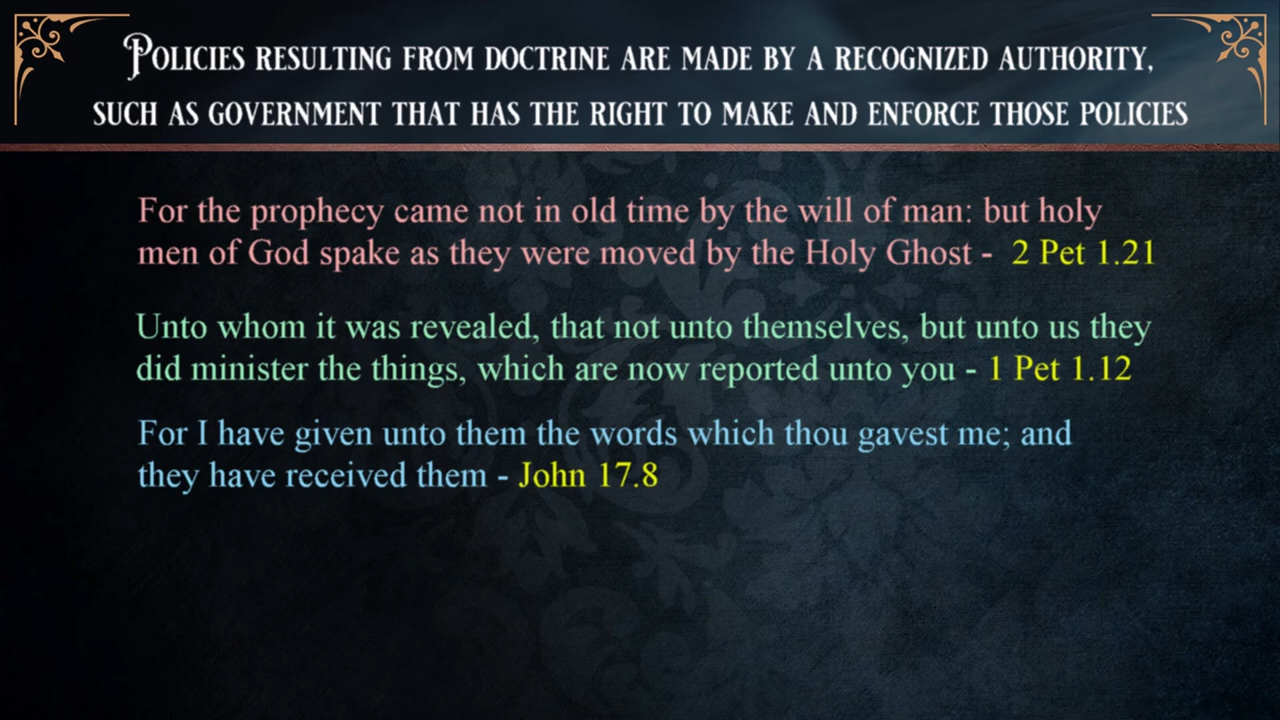 Policies resulting from doctrine are made by a recognized authority,
such as government that has the right to make and enforce those policies
For the prophecy came not in old time by the will of man: but holy
men of God spake as they were moved by the Holy Ghost - 2 Pet 1.21
Unto whom it was revealed, that not unto themselves, but unto us they
did minister the things, which are now reported unto you - 1 Pet 1.12
For I have given unto them the words which thou gavest me; and
they have received them - John 17.8